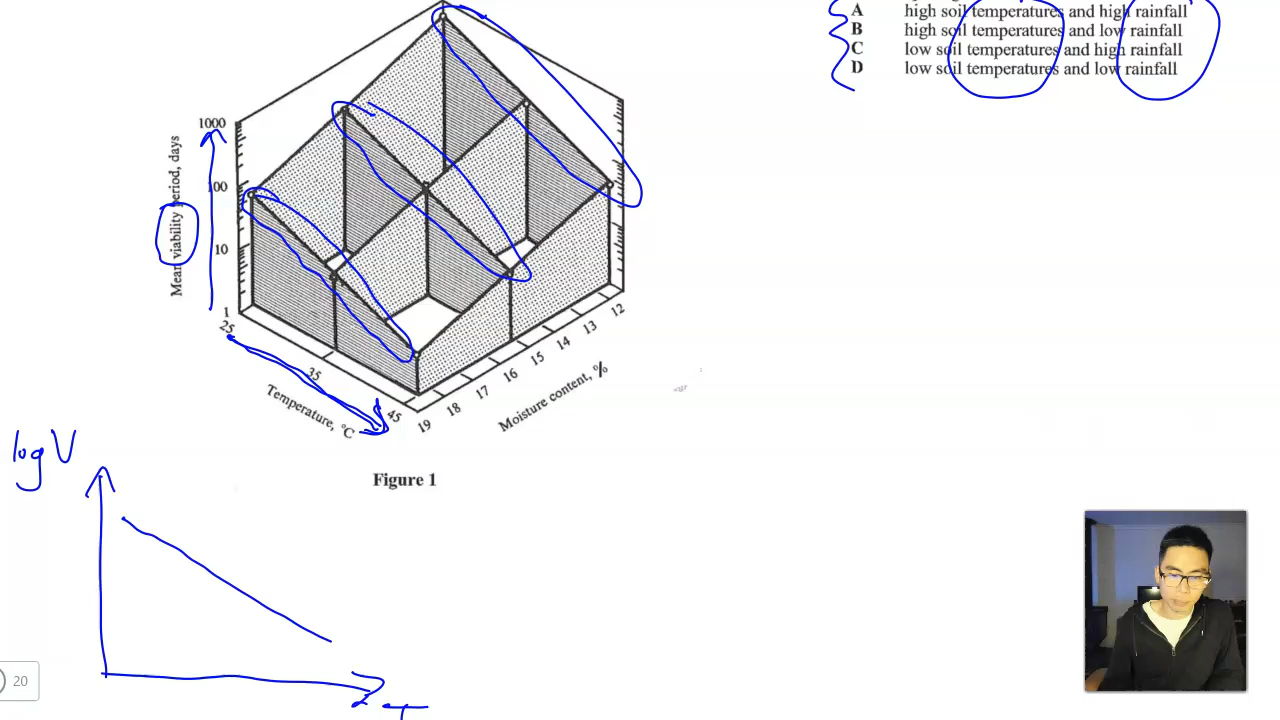 A high soil temperatures and high rainfall
B high soil temperatures and low rainfall
C low soil temperatures and high rainfall
D low soil temperatures and low rainfall
1000
100
10
1
Mean viability period, days
25
35
45
Temperature, °C
19
18
17
16
15
14
13
12
Moisture content, %
Figure 1
log V
T
20